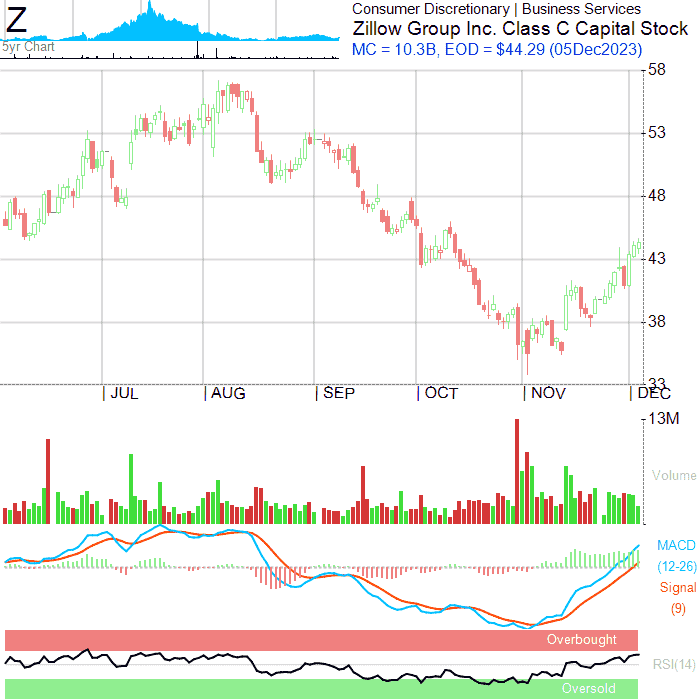 Z
Consumer Discretionary | Business Services
Zillow Group Inc. Class C Capital Stock
MC = 10.3B, EOD = $44.29 (05Dec2023)
5yr Chart
58
53
48
43
38
33
JUL AUG SEP OCT NOV DEC
13M
Volume
MACD
(12-26)
Signal
(9)
Overbought
RSI(14)
Oversold